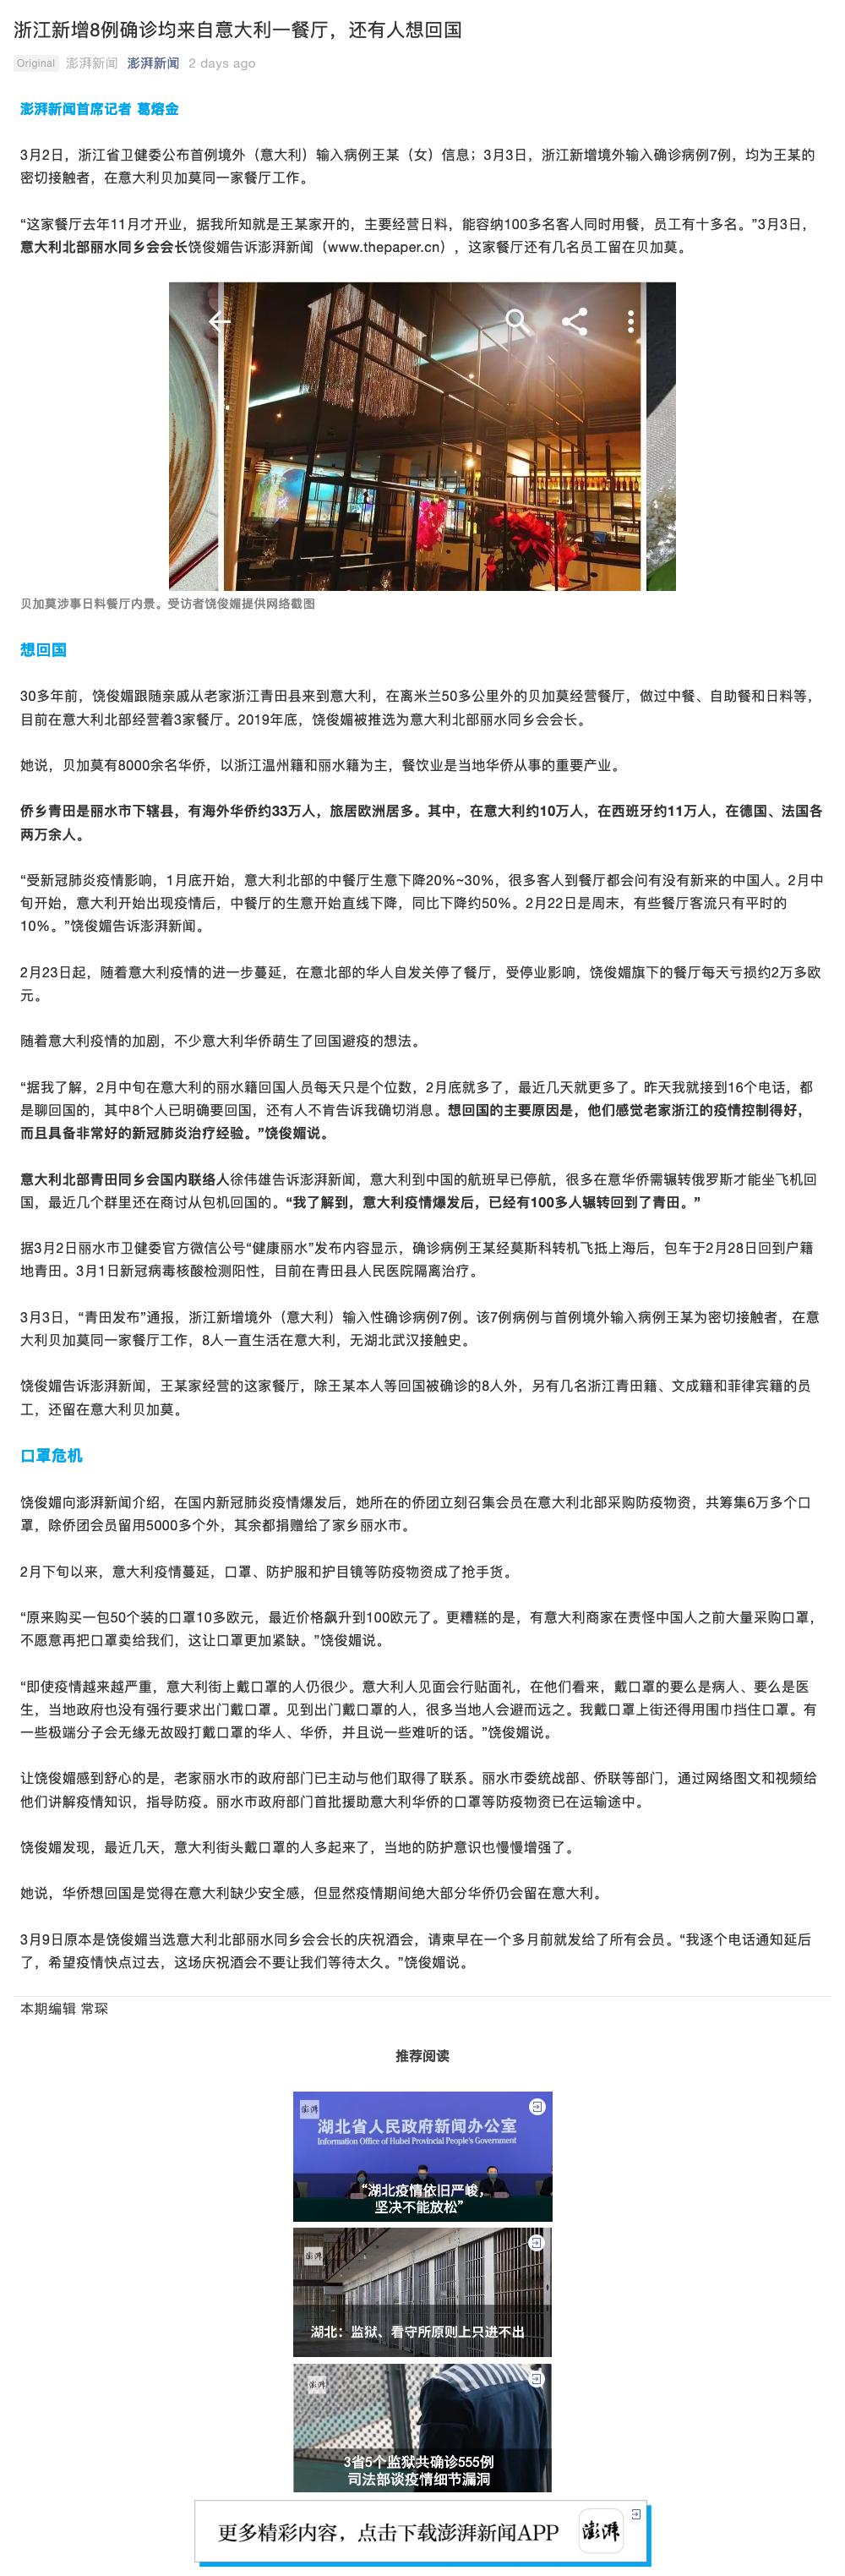 浙江新增8例确诊均来自意大利一餐厅，还有人想回国
Original 澎湃新闻 澎湃新闻 2 days ago
澎湃新闻首席记者 葛熔金
3月2日，浙江省卫健委公布首例境外（意大利）输入病例王某（女）信息；3月3日，浙江新增境外输入确诊病例7例，均为王某的
密切接触者，在意大利贝加莫同一家餐厅工作。
“这家餐厅去年11月才开业，据我所知就是王某家开的，主要经营日料，能容纳100多名客人同时用餐，员工有十多名。”3月3日，
意大利北部丽水同乡会会长饶俊媚告诉澎湃新闻（www.thepaper.cn），这家餐厅还有几名员工留在贝加莫。
贝加莫涉事日料餐厅内景。受访者饶俊媚提供网络截图
想回国
30多年前，饶俊媚跟随亲戚从老家浙江青田县来到意大利，在离米兰50多公里外的贝加莫经营餐厅，做过中餐、自助餐和日料等，
目前在意大利北部经营着3家餐厅。2019年底，饶俊媚被推选为意大利北部丽水同乡会会长。
她说，贝加莫有8000余名华侨，以浙江温州籍和丽水籍为主，餐饮业是当地华侨从事的重要产业。
侨乡青田是丽水市下辖县，有海外华侨约33万人，旅居欧洲居多。其中，在意大利约10万人，在西班牙约11万人，在德国、法国各
两万余人。
“受新冠肺炎疫情影响，1月底开始，意大利北部的中餐厅生意下降20%~30%，很多客人到餐厅都会问有没有新来的中国人。2月中
旬开始，意大利开始出现疫情后，中餐厅的生意开始直线下降，同比下降约50%。2月22日是周末，有些餐厅客流只有平时的
10%。”饶俊媚告诉澎湃新闻。
2月23日起，随着意大利疫情的进一步蔓延，在意北部的华人自发关停了餐厅，受停业影响，饶俊媚旗下的餐厅每天亏损约2万多欧
元。
随着意大利疫情的加剧，不少意大利华侨萌生了回国避疫的想法。
“据我了解，2月中旬在意大利的丽水籍回国人员每天只是个位数，2月底就多了，最近几天就更多了。昨天我就接到16个电话，都
是聊回国的，其中8个人已明确要回国，还有人不肯告诉我确切消息。想回国的主要原因是，他们感觉老家浙江的疫情控制得好，
而且具备非常好的新冠肺炎治疗经验。”饶俊媚说。
意大利北部青田同乡会国内联络人徐伟雄告诉澎湃新闻，意大利到中国的航班早已停航，很多在意华侨需辗转俄罗斯才能坐飞机回
国，最近几个群里还在商讨从包机回国的。“我了解到，意大利疫情爆发后，已经有100多人辗转回到了青田。”
据3月2日丽水市卫健委官方微信公号“健康丽水”发布内容显示，确诊病例王某经莫斯科转机飞抵上海后，包车于2月28日回到户籍
地青田。3月1日新冠病毒核酸检测阳性，目前在青田县人民医院隔离治疗。
3月3日，“青田发布”通报，浙江新增境外（意大利）输入性确诊病例7例。该7例病例与首例境外输入病例王某为密切接触者，在意
大利贝加莫同一家餐厅工作，8人一直生活在意大利，无湖北武汉接触史。
饶俊媚告诉澎湃新闻，王某家经营的这家餐厅，除王某本人等回国被确诊的8人外，另有几名浙江青田籍、文成籍和菲律宾籍的员
工，还留在意大利贝加莫。
口罩危机
饶俊媚向澎湃新闻介绍，在国内新冠肺炎疫情爆发后，她所在的侨团立刻召集会员在意大利北部采购防疫物资，共筹集6万多个口
罩，除侨团会员留用5000多个外，其余都捐赠给了家乡丽水市。
2月下旬以来，意大利疫情蔓延，口罩、防护服和护目镜等防疫物资成了抢手货。
“原来购买一包50个装的口罩10多欧元，最近价格飙升到100欧元了。更糟糕的是，有意大利商家在责怪中国人之前大量采购口罩，
不愿意再把口罩卖给我们，这让口罩更加紧缺。”饶俊媚说。
“即使疫情越来越严重，意大利街上戴口罩的人仍很少。意大利人见面会行贴面礼，在他们看来，戴口罩的要么是病人、要么是医
生，当地政府也没有强行要求出门戴口罩。见到出门戴口罩的人，很多当地人会避而远之。我戴口罩上街还得用围巾挡住口罩。有
一些极端分子会无缘无故殴打戴口罩的华人、华侨，并且说一些难听的话。”饶俊媚说。
让饶俊媚感到舒心的是，老家丽水市的政府部门已主动与他们取得了联系。丽水市委统战部、侨联等部门，通过网络图文和视频给
他们讲解疫情知识，指导防疫。丽水市政府部门首批援助意大利华侨的口罩等防疫物资已在运输途中。
饶俊媚发现，最近几天，意大利街头戴口罩的人多起来了，当地的防护意识也慢慢增强了。
她说，华侨想回国是觉得在意大利缺少安全感，但显然疫情期间绝大部分华侨仍会留在意大利。
3月9日原本是饶俊媚当选意大利北部丽水同乡会会长的庆祝酒会，请柬早在一个多月前就发给了所有会员。“我逐个电话通知延后
了，希望疫情快点过去，这场庆祝酒会不要让我们等待太久。”饶俊媚说。
本期编辑 常琛
推荐阅读
澎湃
湖北省人民政府新闻办公室
Information Office of Hubei Provincial People's Government
“湖北疫情依旧严峻，
坚决不能放松”
澎湃
湖北：监狱、看守所原则上只进不出
澎湃
3省5个监狱共确诊555例
司法部谈疫情细节漏洞
更多精彩内容，点击下载澎湃新闻APP 澎湃